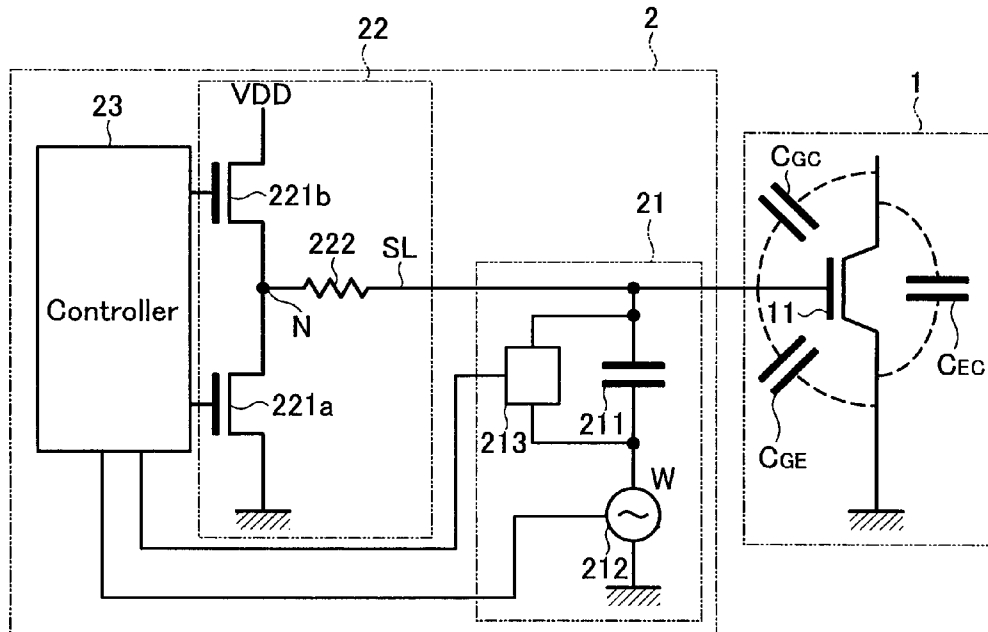 2
22
VDD
23
1
CGC
221b
21
222
SL
Controller
N
11
CEC
221a
213
211
CGE
W
212